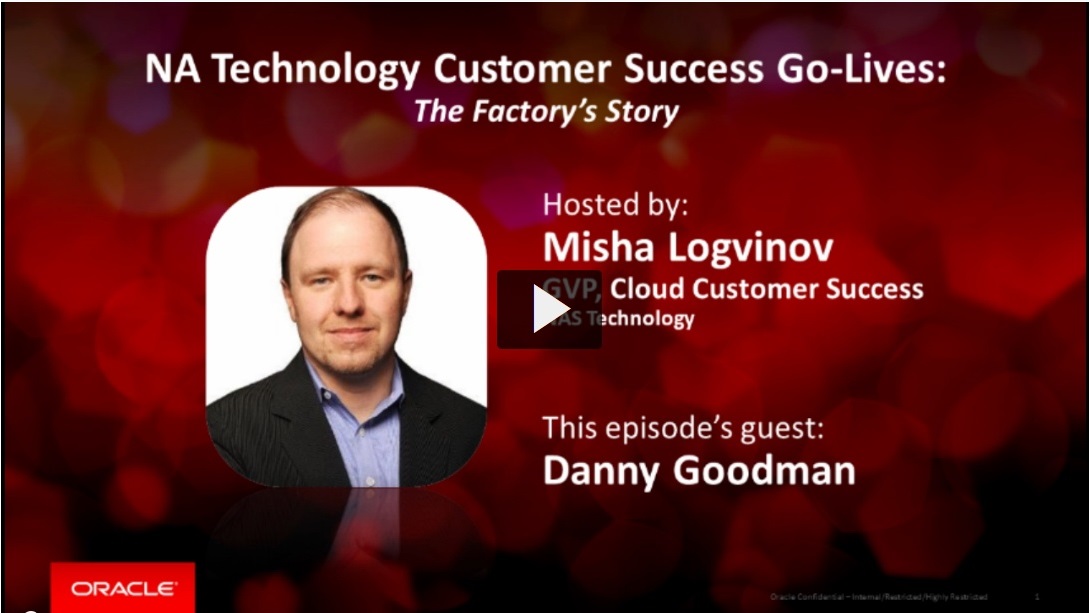 NA Technology Customer Success Go-Lives:
The Factory's Story
Hosted by:
Misha Logvinov
GVP, Cloud Customer Success
NAS Technology
This episode's guest:
Danny Goodman
ORACLE
Oracle Confidential – Internal/Restricted/Highly Restricted
1